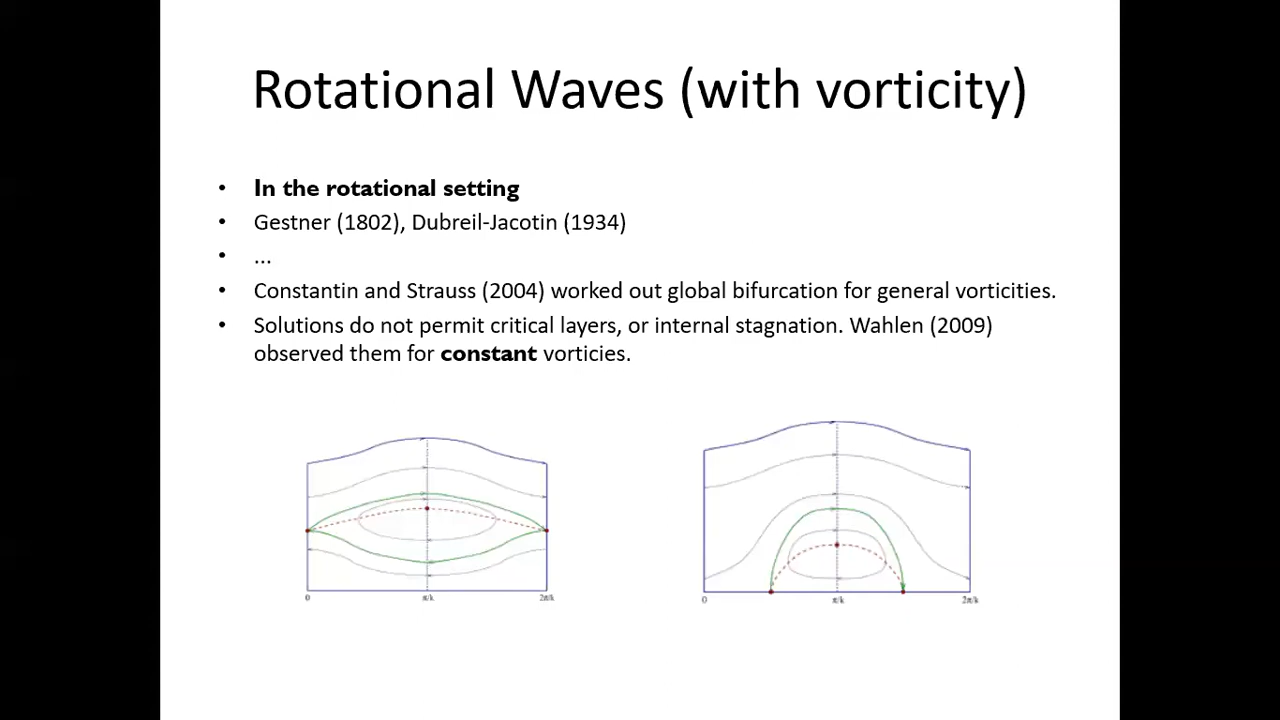 Rotational Waves (with vorticity)
• In the rotational setting
• Gestner (1802), Dubreil-Jacotin (1934)
• ...
• Constantin and Strauss (2004) worked out global bifurcation for general vorticities.
• Solutions do not permit critical layers, or internal stagnation. Wahlen (2009)
observed them for constant vorticies.
0 π/k 2π/k
0 π/k 2π/k